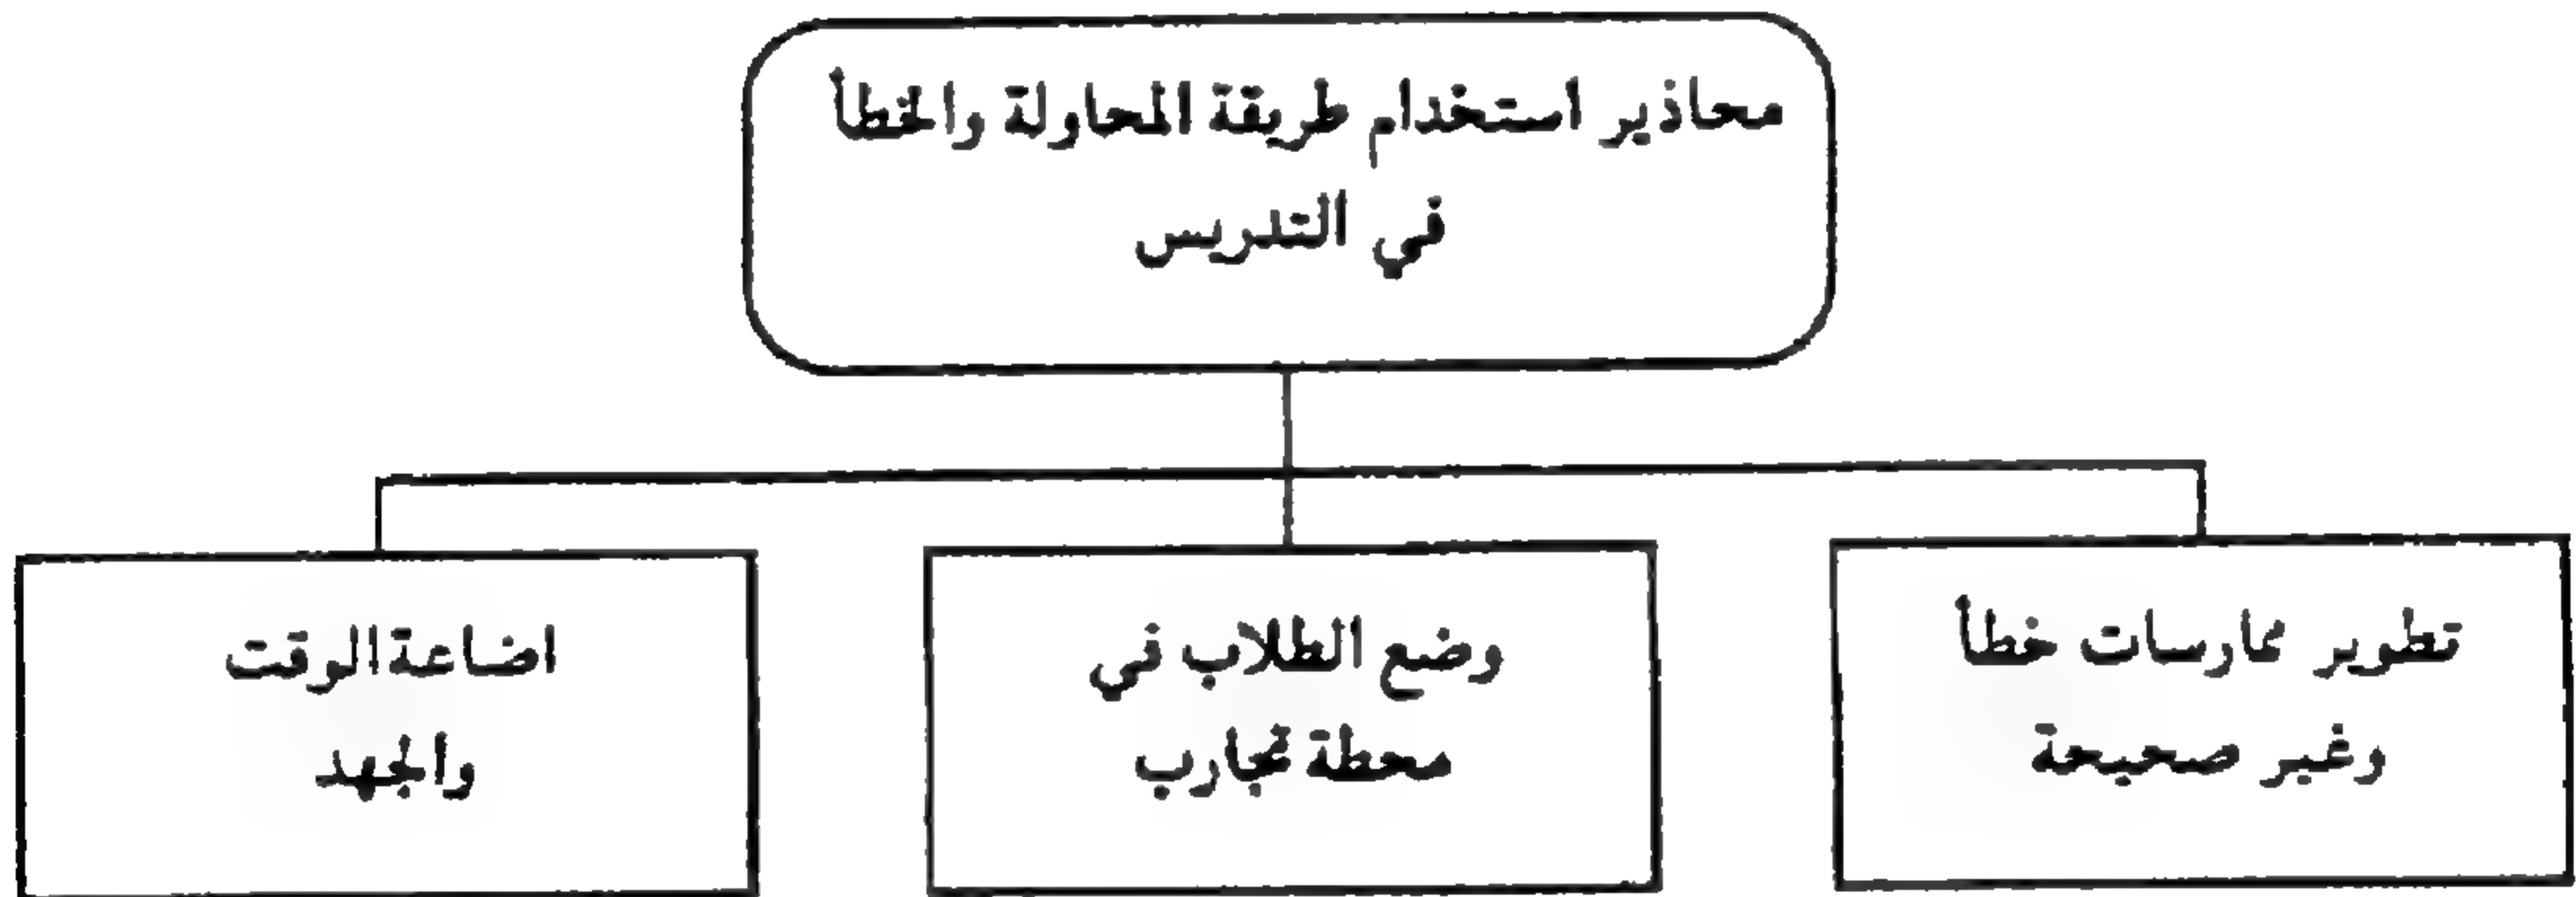 محاذير استخدام طريقة المحاولة والخطأ
في التدريس
تطوير ممارسات خطأ
وغير صحيحة
وضع الطلاب في
محطة تجارب
اضاعة الوقت
والجهد